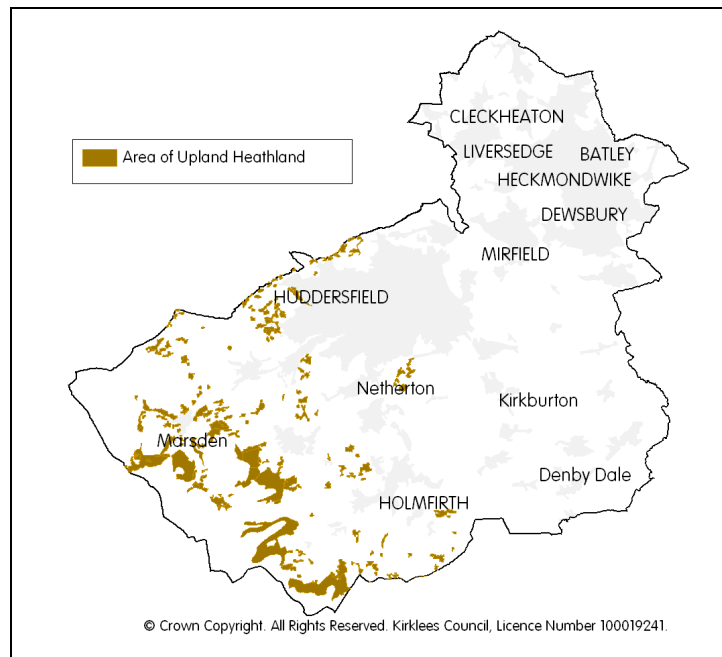 CLECKHEATON
LIVERSEDGE
BATLEY
Area of Upland Heathland
HECKMONDWIKE
DEWSBURY
MIRFIELD
HUDDERSFIELD
Netherton
Kirkburton
Marsden
Denby Dale
HOLMFIRTH
© Crown Copyright. All Rights Reserved. Kirklees Council, Licence Number 100019241.